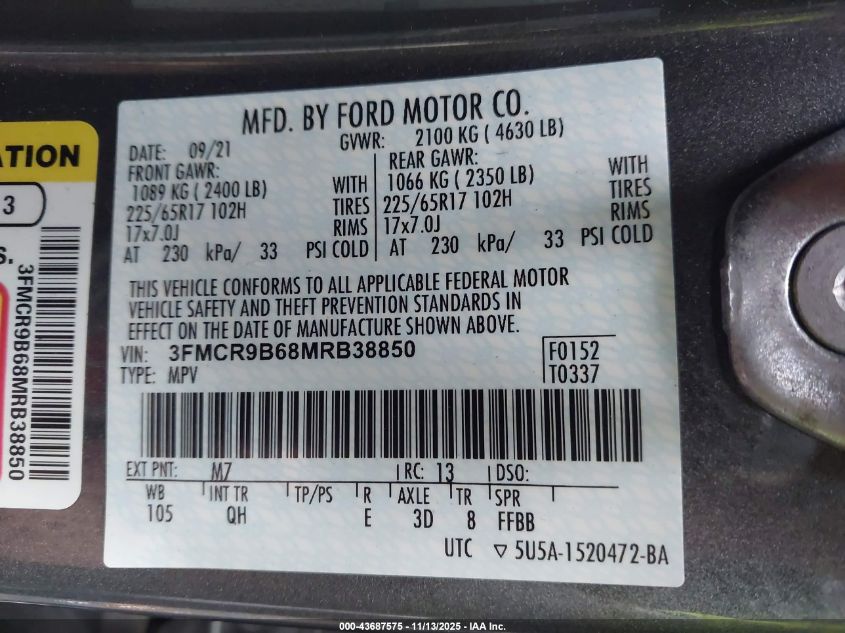 MFD. BY FORD MOTOR CO.
DATE: 09/21
GVWR: 2100 KG ( 4630 LB)
FRONT GAWR:
1089 KG ( 2400 LB) WITH
225/65R17 102H TIRES
17x7.0J RIMS
AT 230 kPa/ 33 PSI COLD
REAR GAWR: WITH
1066 KG ( 2350 LB) TIRES
225/65R17 102H RIMS
17x7.0J
AT 230 kPa/ 33 PSI COLD
THIS VEHICLE CONFORMS TO ALL APPLICABLE FEDERAL MOTOR
VEHICLE SAFETY AND THEFT PREVENTION STANDARDS IN
EFFECT ON THE DATE OF MANUFACTURE SHOWN ABOVE.
VIN: 3FMCR9B68MRB38850 F0152
TYPE: MPV T0337
EXT PNT: M7 RC: 13 DSO:
WB INT TR TP/PS R AXLE TR SPR
105 QH E 3D 8 FFBB
UTC ▽ 5U5A-1520472-BA
ATION
3
S.
3FMCR9B68MRB38850
000-43687575 | 11/13/2025 | IAA Inc.